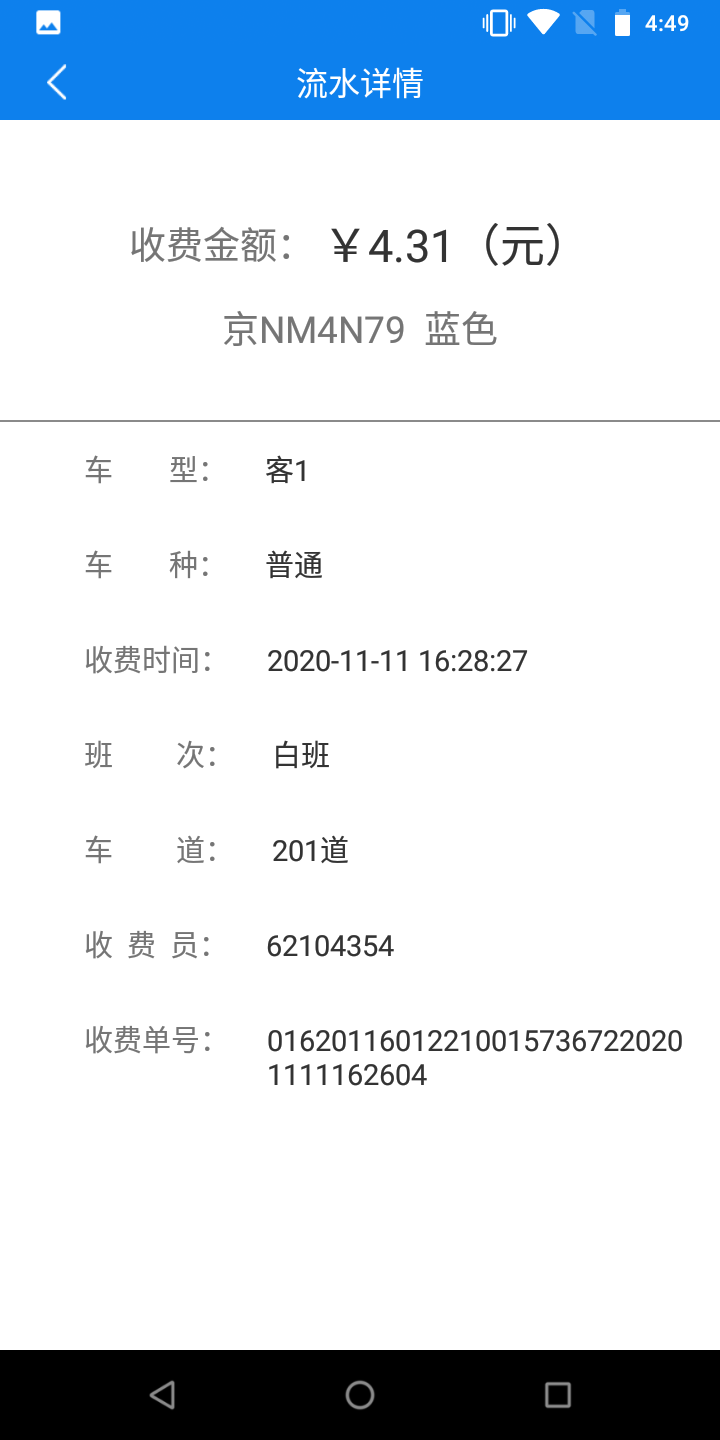 4:49
流水详情
收费金额： ￥4.31（元）
京NM4N79 蓝色
车 型： 客1
车 种： 普通
收费时间： 2020-11-11 16:28:27
班 次： 白班
车 道： 201道
收 费 员： 62104354
收费单号： 01620116012210015736722020
1111162604